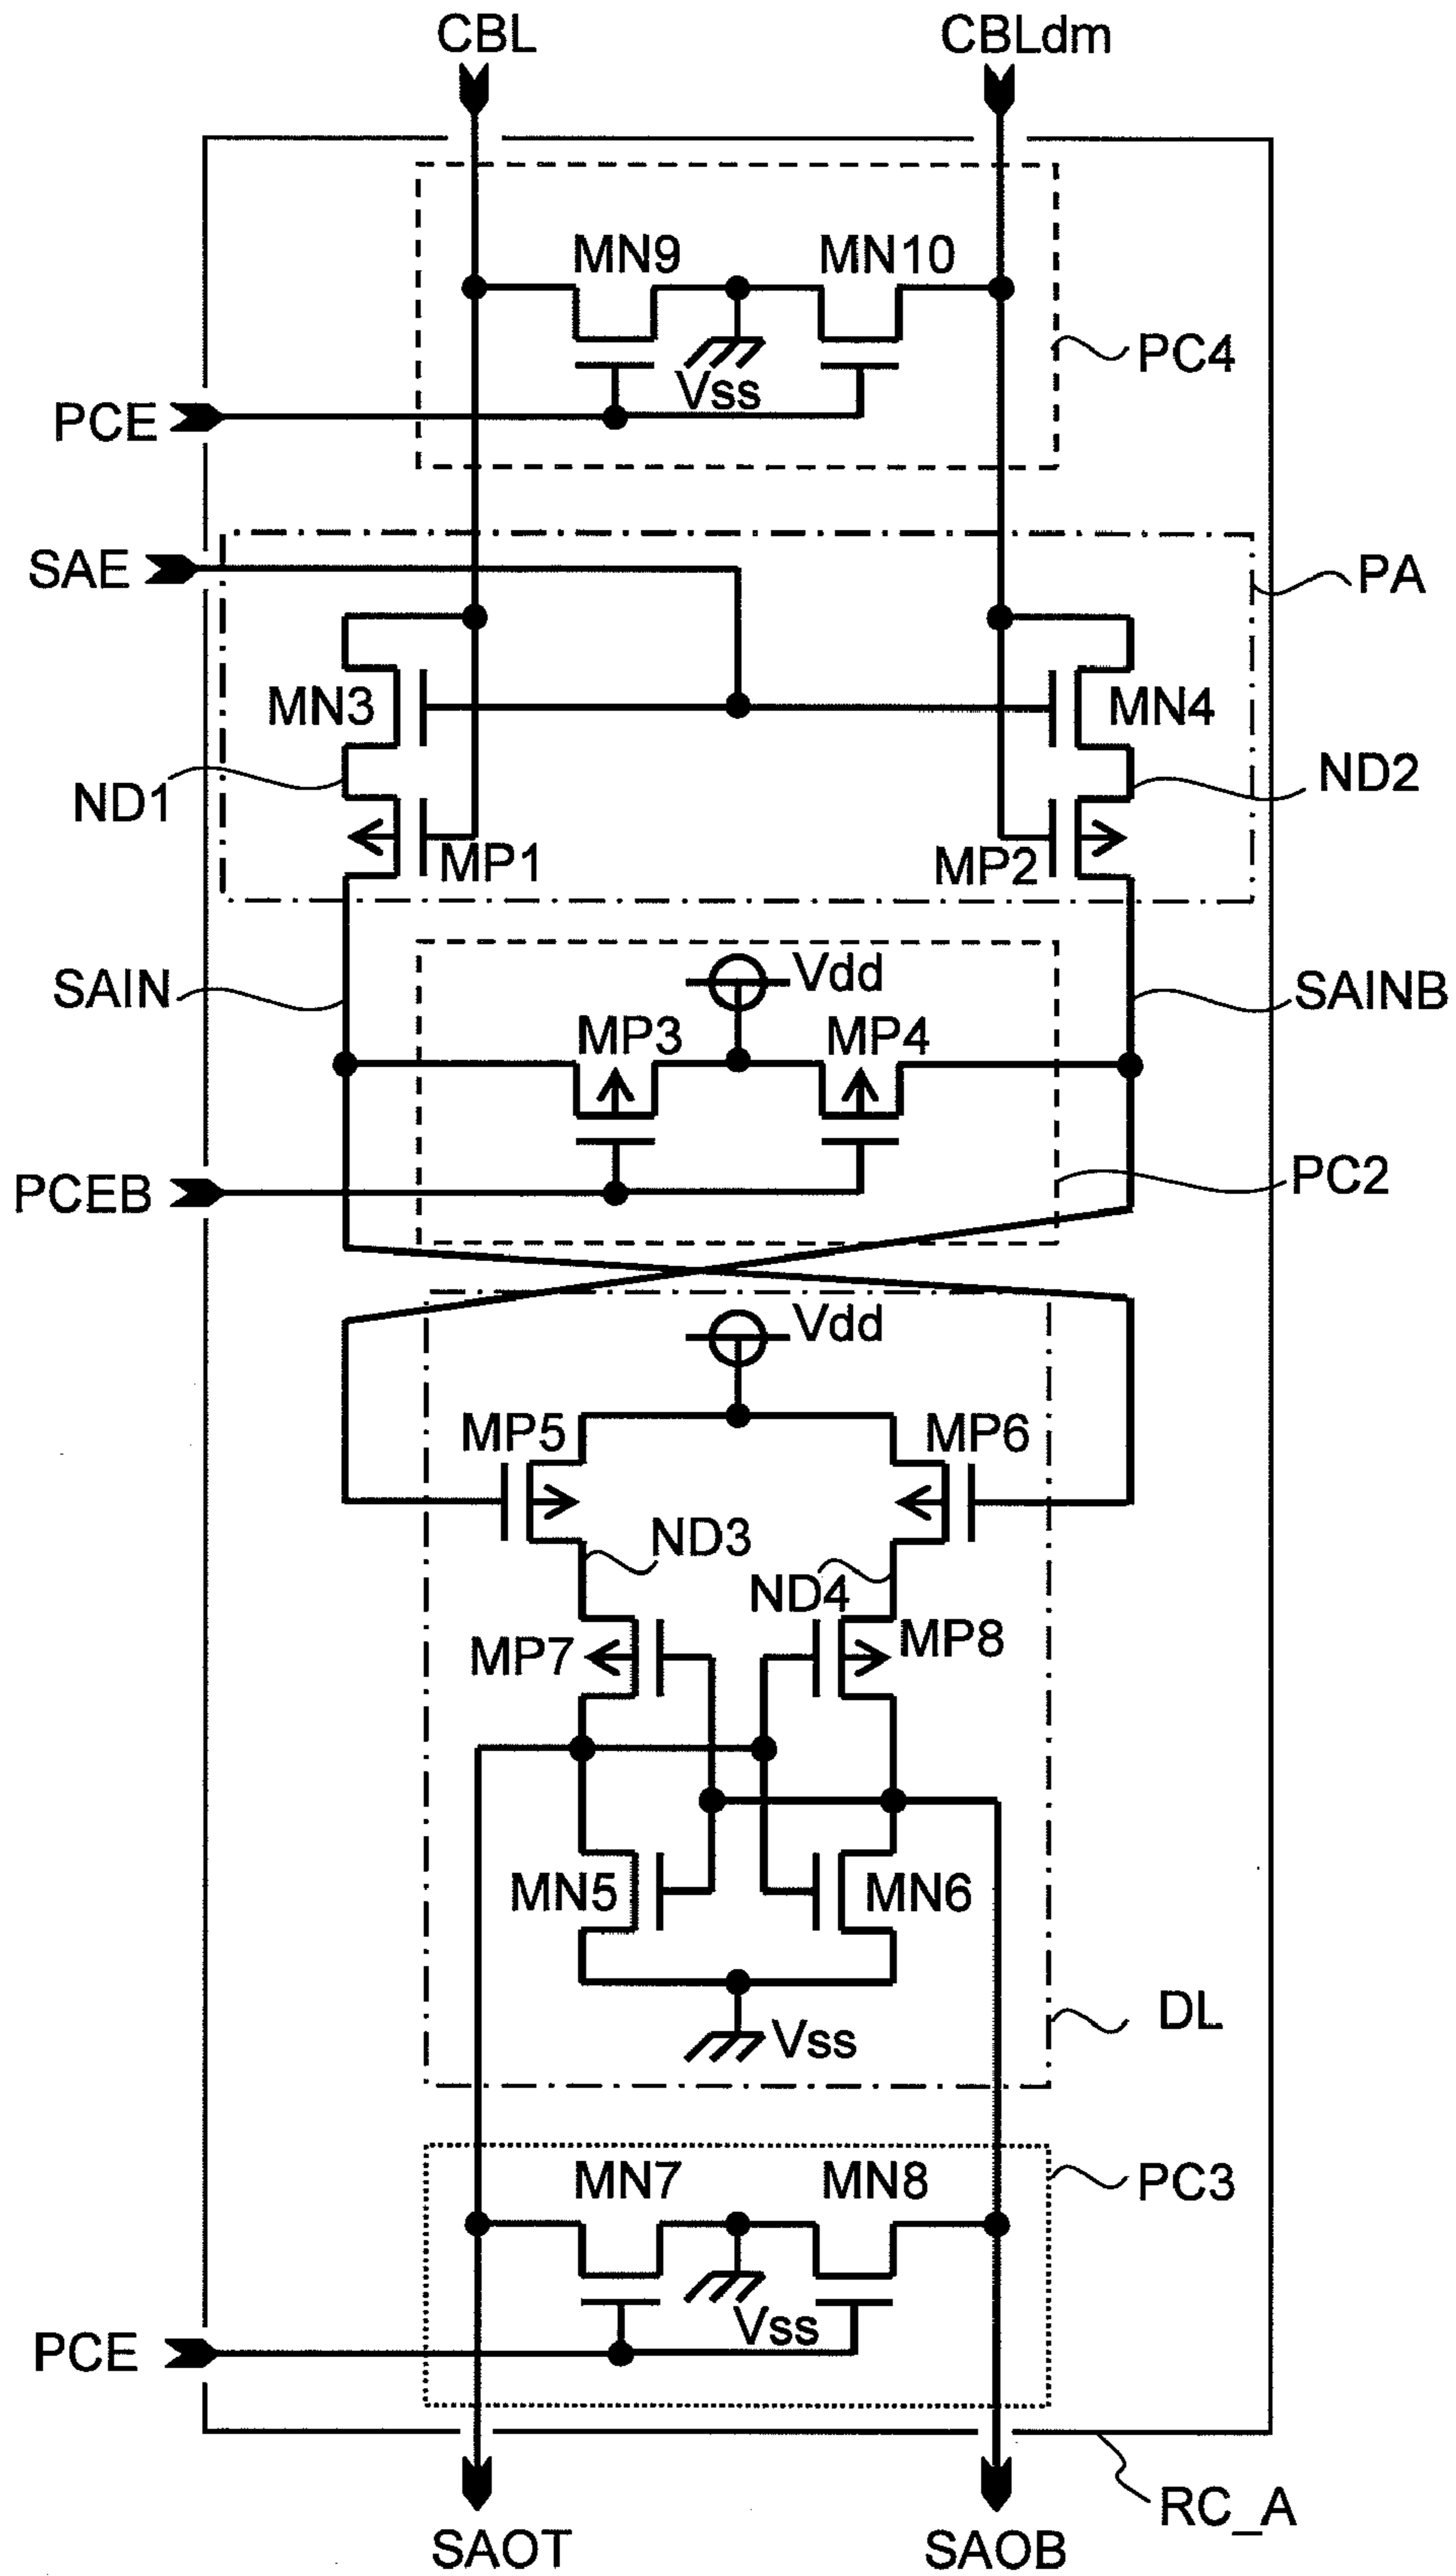 CBL CBLdm
MN9 MN10
PC4
Vss
PCE
SAE
PA
MN3 MN4
ND1 ND2
MP1 MP2
SAIN Vdd SAINB
MP3 MP4
PCEB PC2
Vdd
MP5 MP6
ND3
ND4
MP7 MP8
MN5 MN6
DL
Vss
MN7 MN8 PC3
Vss
PCE
RC_A
SAOT SAOB